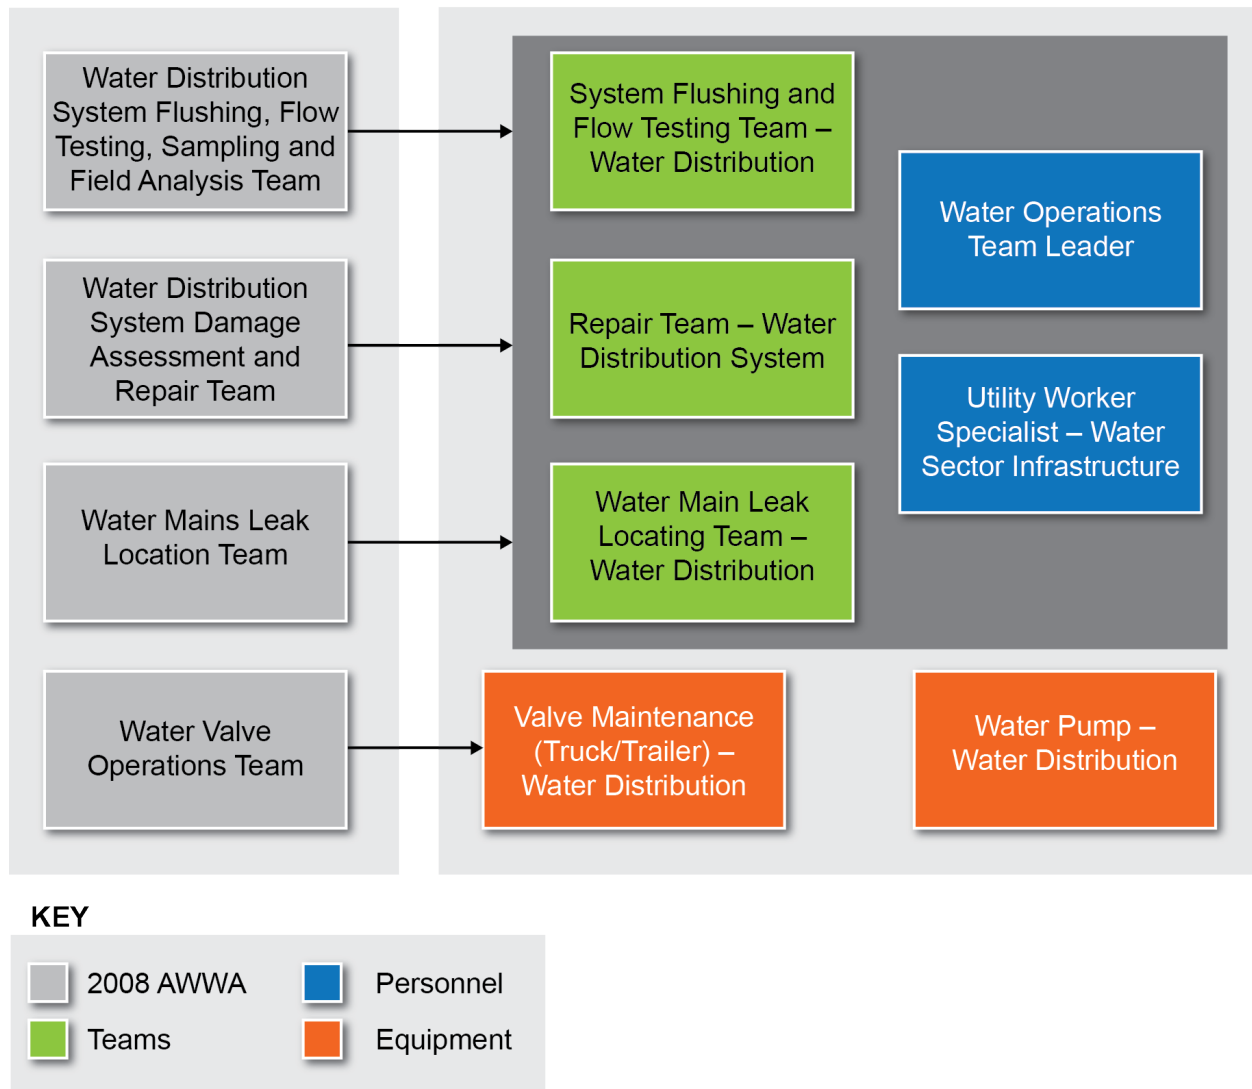 Water Distribution
System Flushing, Flow
Testing, Sampling and
Field Analysis Team
System Flushing and
Flow Testing Team –
Water Distribution
Water Operations
Team Leader
Water Distribution
System Damage
Assessment and
Repair Team
Repair Team – Water
Distribution System
Utility Worker
Specialist – Water
Sector Infrastructure
Water Mains Leak
Location Team
Water Main Leak
Locating Team –
Water Distribution
Water Valve
Operations Team
Valve Maintenance
(Truck/Trailer) –
Water Distribution
Water Pump –
Water Distribution
KEY
2008 AWWA
Personnel
Teams
Equipment